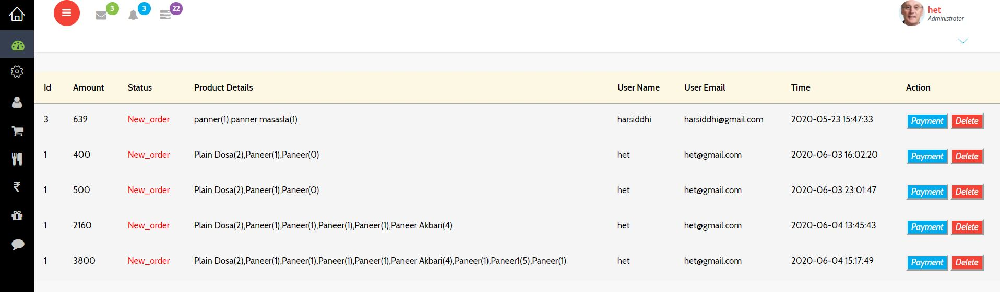 3 3 22
het
Administrator
Id Amount Status Product Details User Name User Email Time Action
3 639 New_order panner(1),panner masasla(1) harsiddhi harsiddhi@gmail.com 2020-05-23 15:47:33 Payment Delete
1 400 New_order Plain Dosa(2),Paneer(1),Paneer(0) het het@gmail.com 2020-06-03 16:02:20 Payment Delete
1 500 New_order Plain Dosa(2),Paneer(1),Paneer(0) het het@gmail.com 2020-06-03 23:01:47 Payment Delete
1 2160 New_order Plain Dosa(2),Paneer(1),Paneer(1),Paneer(1),Paneer(1),Paneer Akbari(4) het het@gmail.com 2020-06-04 13:45:43 Payment Delete
1 3800 New_order Plain Dosa(2),Paneer(1),Paneer(1),Paneer(1),Paneer(1),Paneer Akbari(4),Paneer(1),Paneer1(5),Paneer(1) het het@gmail.com 2020-06-04 15:17:49 Payment Delete